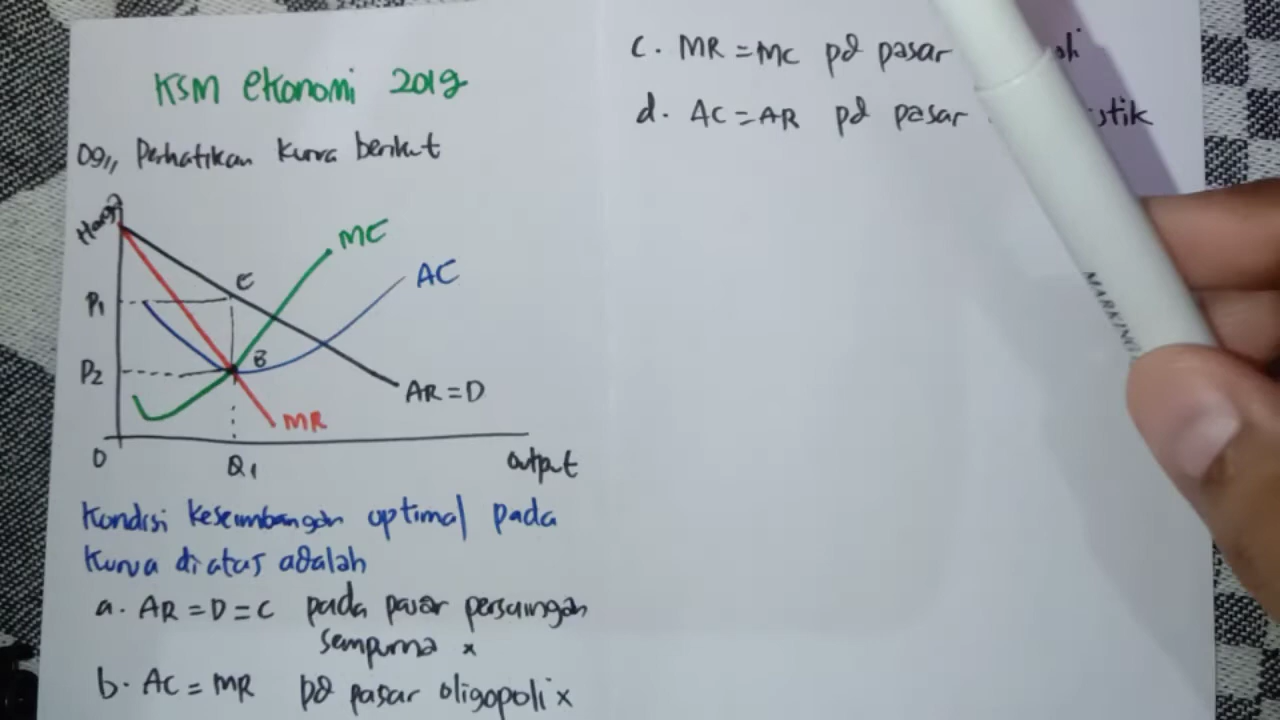 KSM ekonomi 2019
09,, Perhatikan kurva berikut
Harga
MC
AC
C
P1
B
P2
AR = D
MR
0
Q1
output
Kondisi keseimbangan optimal pada
kurva diatas adalah
a. AR = D = C pada pasar persaingan
sempurna x
b. AC = MR pd pasar oligopoli x
c. MR = MC pd pasar
d. AC = AR pd pasar
MARKING